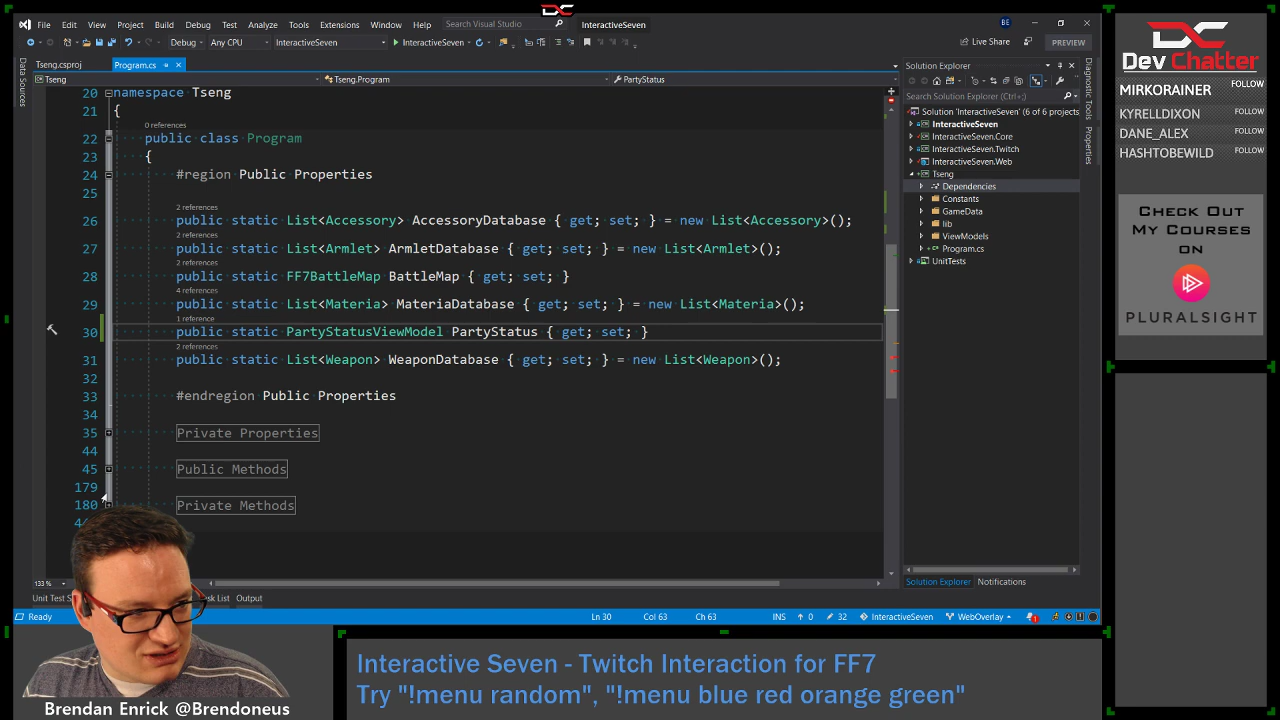 File Edit View Project Build Debug Test Analyze Tools Extensions Window Help Search Visual Studio InteractiveSeven BE
Debug Any CPU InteractiveSeven InteractiveSeven Live Share PREVIEW
Data Sources
Tseng.csproj Program.cs
Tseng Tseng.Program PartyStatus
20 namespace Tseng
21 {
0 references
22 public class Program
23 {
24 #region Public Properties
25
2 references
26 public static List<Accessory> AccessoryDatabase { get; set; } = new List<Accessory>();
2 references
27 public static List<Armlet> ArmletDatabase { get; set; } = new List<Armlet>();
2 references
28 public static FF7BattleMap BattleMap { get; set; }
4 references
29 public static List<Materia> MateriaDatabase { get; set; } = new List<Materia>();
1 reference
30 public static PartyStatusViewModel PartyStatus { get; set; }
2 references
31 public static List<Weapon> WeaponDatabase { get; set; } = new List<Weapon>();
32
33 #endregion Public Properties
34
35 Private Properties
44
45 Public Methods
179
180 Private Methods
133 %
Output
Ready Ln 30 Col 63 Ch 63 INS 0 32 InteractiveSeven WebOverlay 1
Solution Explorer
Search Solution Explorer (Ctrl+;)
Solution 'InteractiveSeven' (6 of 6 projects
InteractiveSeven
InteractiveSeven.Core
InteractiveSeven.Twitch
InteractiveSeven.Web
Tseng
Dependencies
Constants
GameData
lib
ViewModels
Program.cs
UnitTests
Solution Explorer Notifications
Diagnostic Tools
Properties
Dev Chatter
MIRKORAINER FOLLOW
KYRELLDIXON FOLLOW
DANE_ALEX FOLLOW
HASHTOBEWILD FOLLOW
CHECK OUT
MY COURSES
ON
PLURALSIGHT
Interactive Seven - Twitch Interaction for FF7
Try "!menu random", "!menu blue red orange green"
Brendan Enrick @Brendoneus